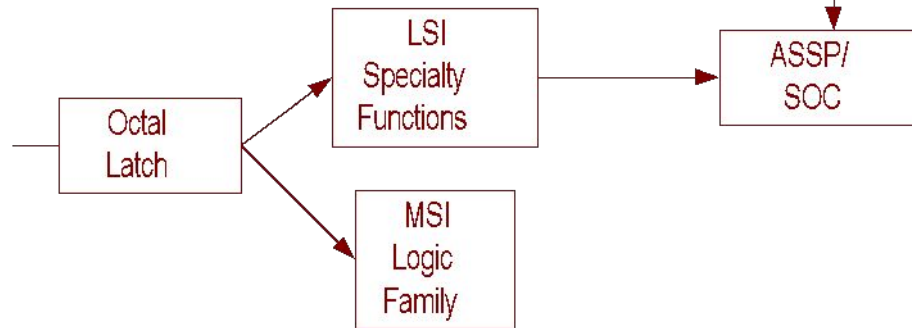 LSI
Specialty
Functions
ASSP/
SOC
Octal
Latch
MSI
Logic
Family